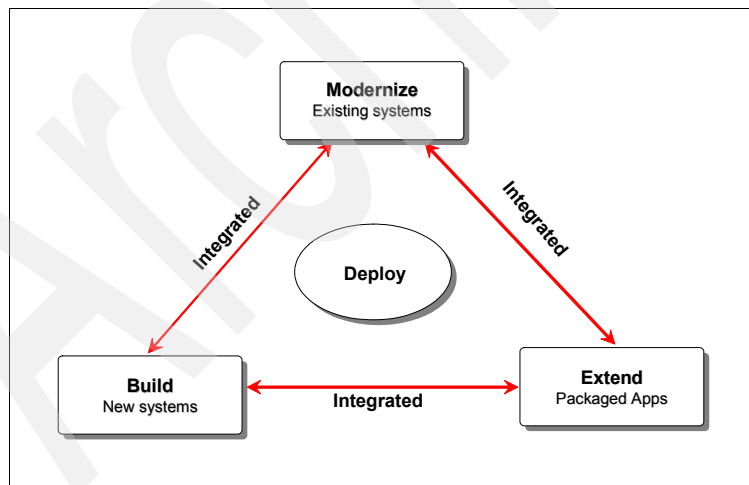 Modernize
Existing systems
Integrated
Integrated
Deploy
Build
New systems
Integrated
Extend
Packaged Apps